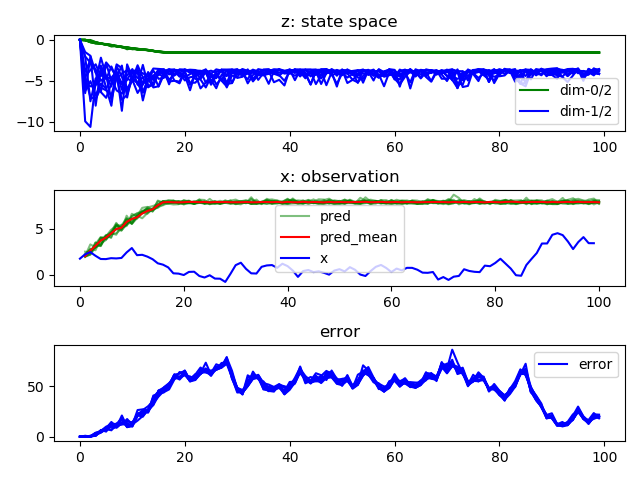 z: state space
0
−5
−10
dim-0/2
dim-1/2
0 20 40 60 80 100
x: observation
5
0
pred
pred_mean
x
0 20 40 60 80 100
error
50
0
error
0 20 40 60 80 100